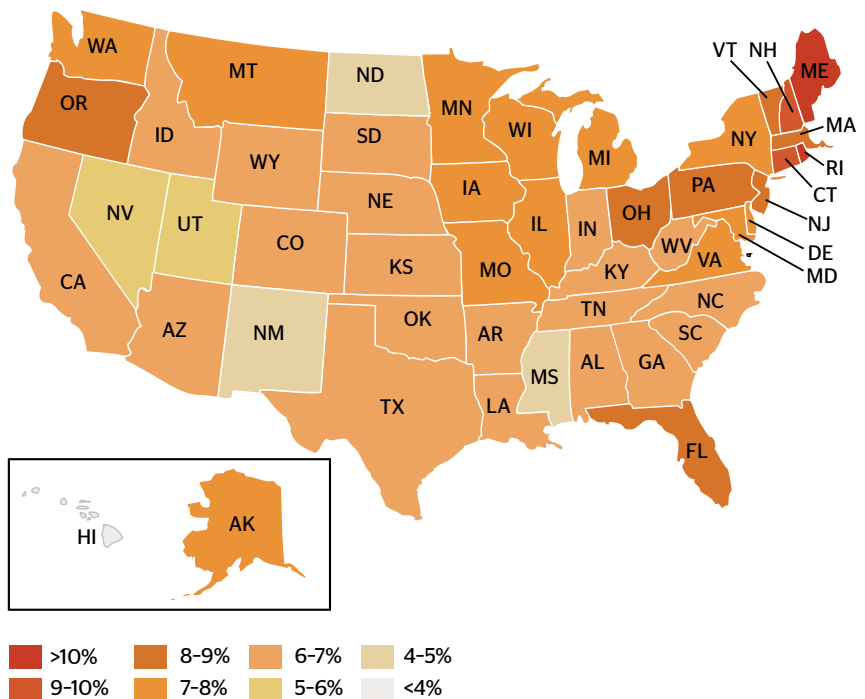 WA
MT
ND
MN
VT NH
ME
OR
ID
SD
WI
MI
NY
MA
WY
RI
IA
PA
CT
NE
NV
UT
IL
IN
OH
NJ
CO
WV
DE
KS
MO
KY
VA
MD
CA
NC
TN
AZ
NM
OK
AR
SC
MS
AL
GA
TX
LA
FL
HI
AK
>10% 8–9% 6–7% 4–5%
9–10% 7–8% 5–6% <4%